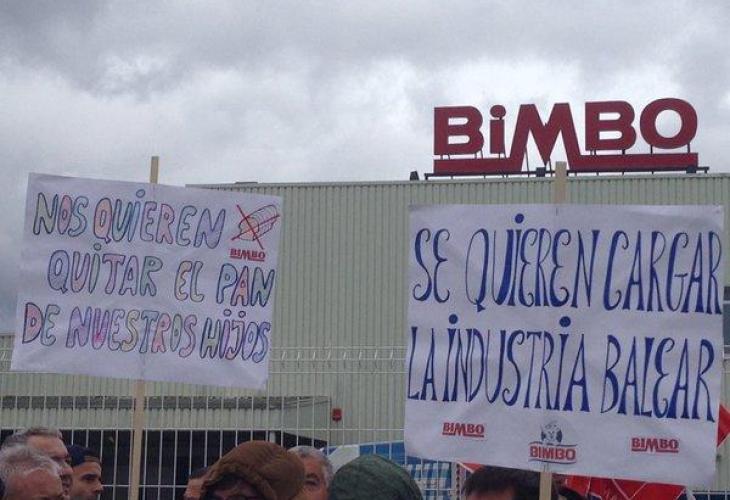 BiMBO
NOS QUIEREN
BIMBO
QUITAR EL PAN
DE NUESTROS HIJOS
SE QUIEREN CARGAR
LA INDUSTRIA BALEAR
BIMBO
BIMBO
BIMBO